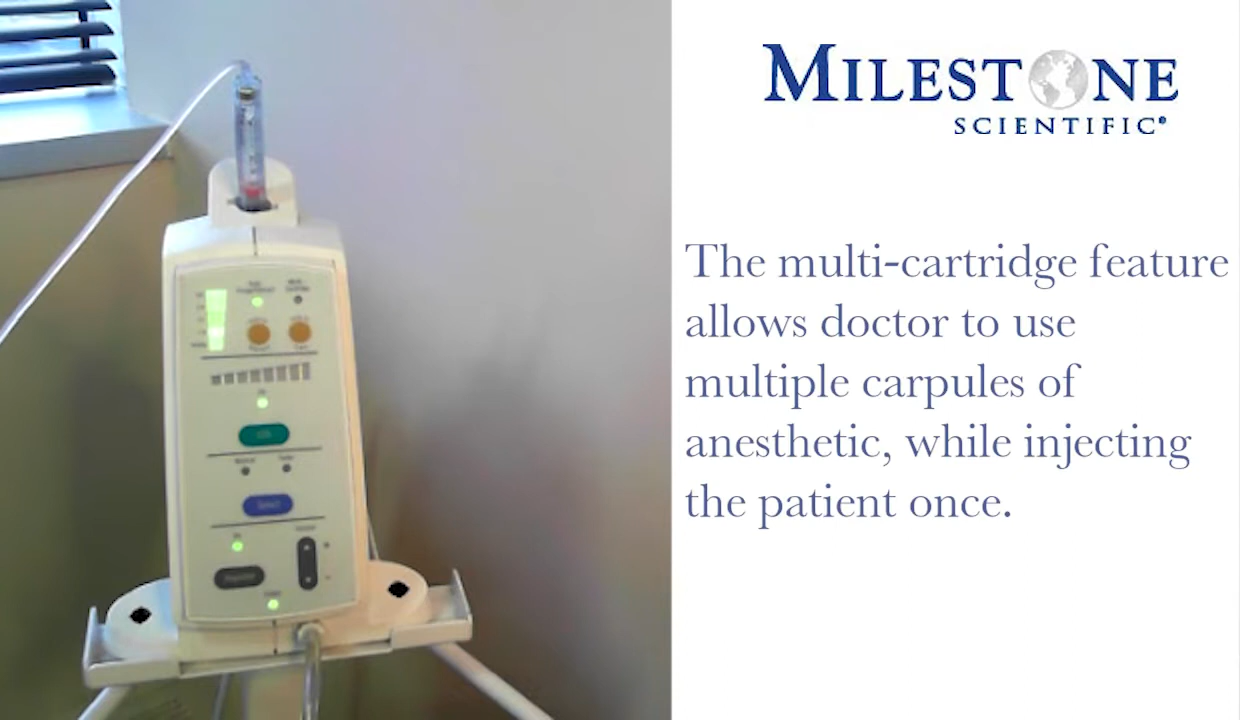 MILESTONE
SCIENTIFIC®
The multi-cartridge feature
allows doctor to use
multiple carpules of
anesthetic, while injecting
the patient once.